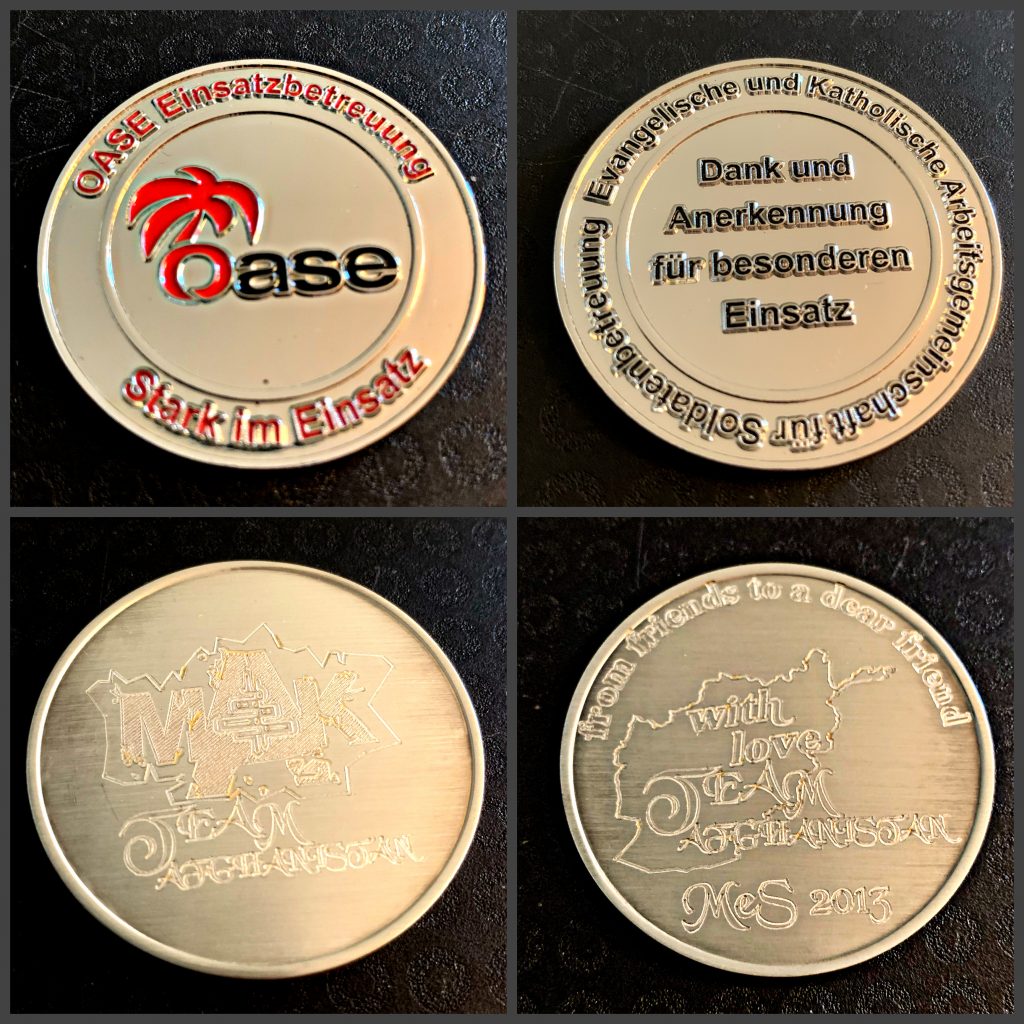 OASE Einsatzbetreuung
Oase
Stark im Einsatz
Evangelische und Katholische Arbeitsgemeinschaft für Soldatenbetreuung
Dank und
Anerkennung
für besonderen
Einsatz
MAK
TEAM
AFGHANISTAN
from friends to a dear friend
with
love
TEAM
AFGHANISTAN
MeS 2013